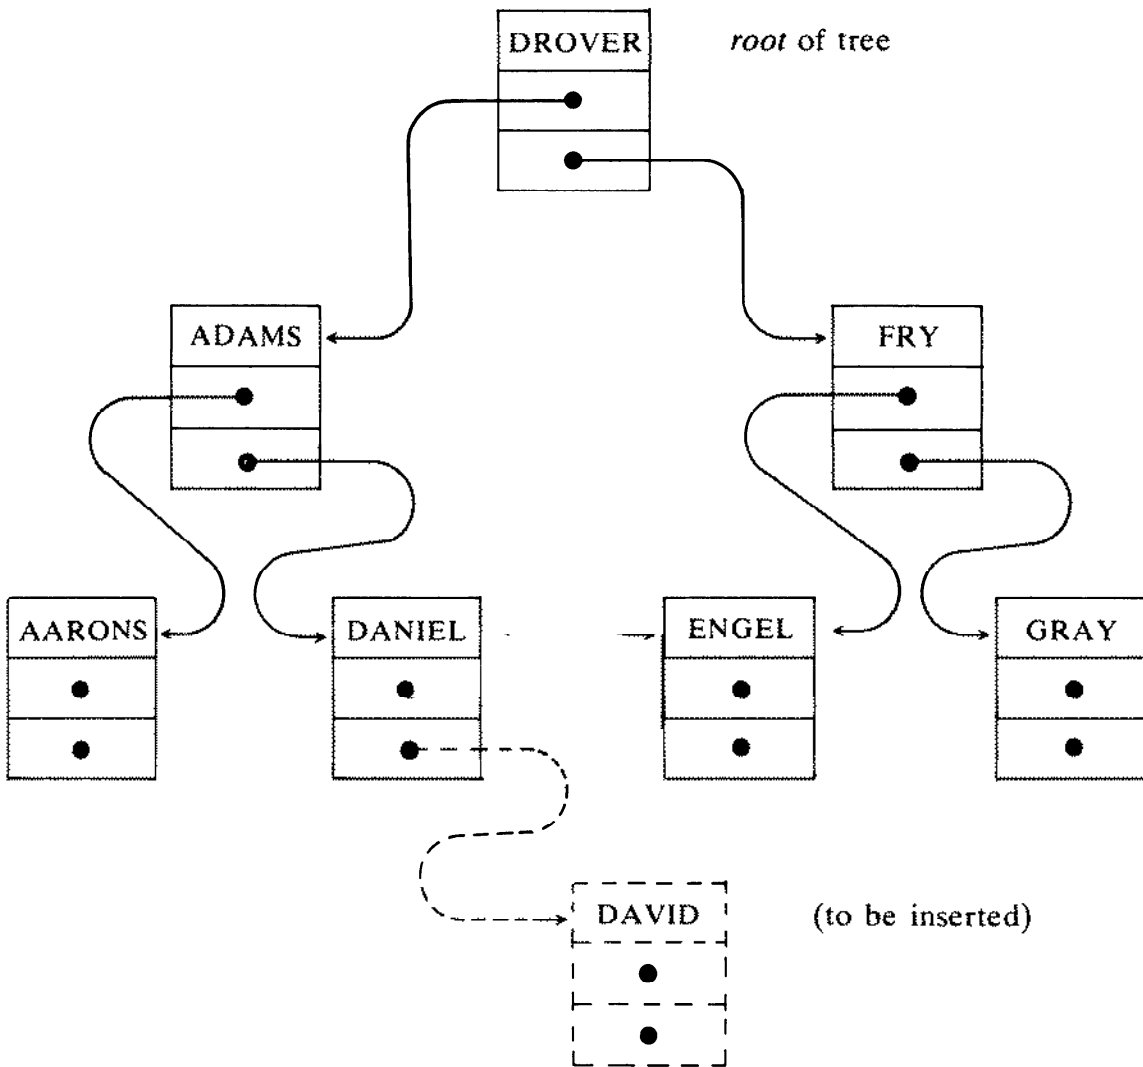 DROVER root of tree
ADAMS FRY
AARONS DANIEL ENGEL GRAY
DAVID (to be inserted)